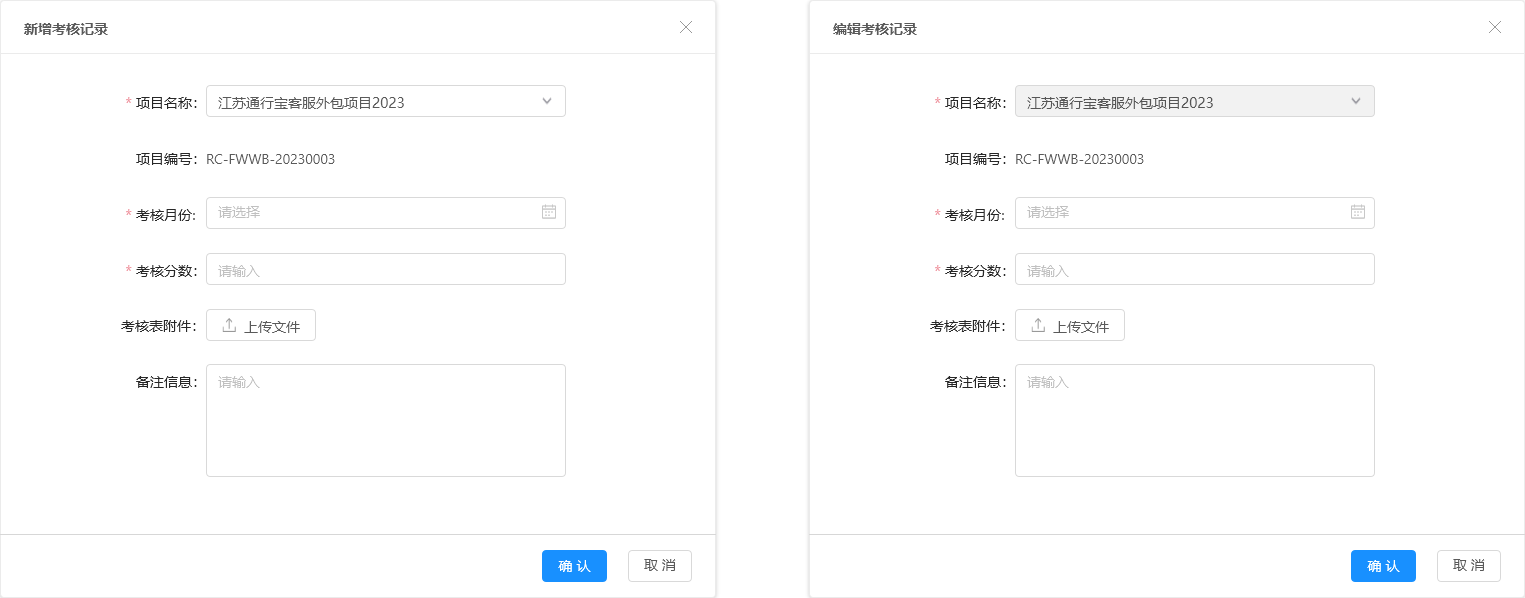 新增考核记录
* 项目名称： 江苏通行宝客服外包项目2023
项目编号： RC-FWWB-20230003
* 考核月份: 请选择
* 考核分数： 请输入
考核表附件： 上传文件
备注信息： 请输入
确 认 取 消
编辑考核记录
* 项目名称： 江苏通行宝客服外包项目2023
项目编号： RC-FWWB-20230003
* 考核月份: 请选择
* 考核分数： 请输入
考核表附件： 上传文件
备注信息： 请输入
确 认 取 消